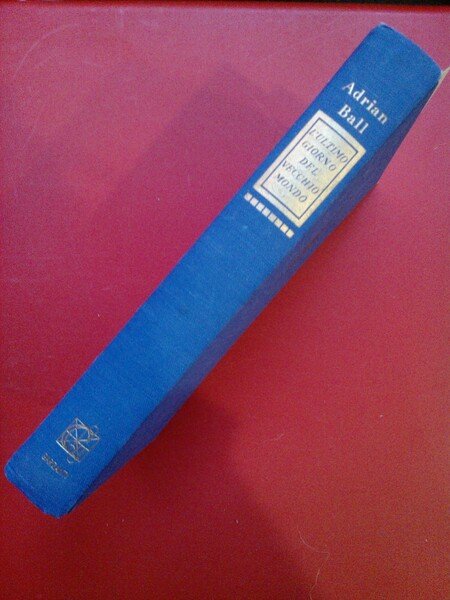 Adrian
Ball
L'ULTIMO
GIORNO
DEL
VECCHIO
MONDO